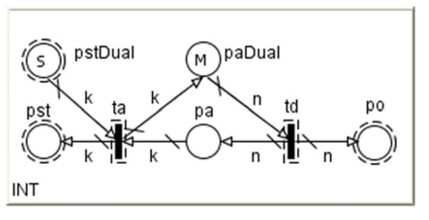 S pstDual M paDual
k k n
pst ta pa td po
k k n n
INT